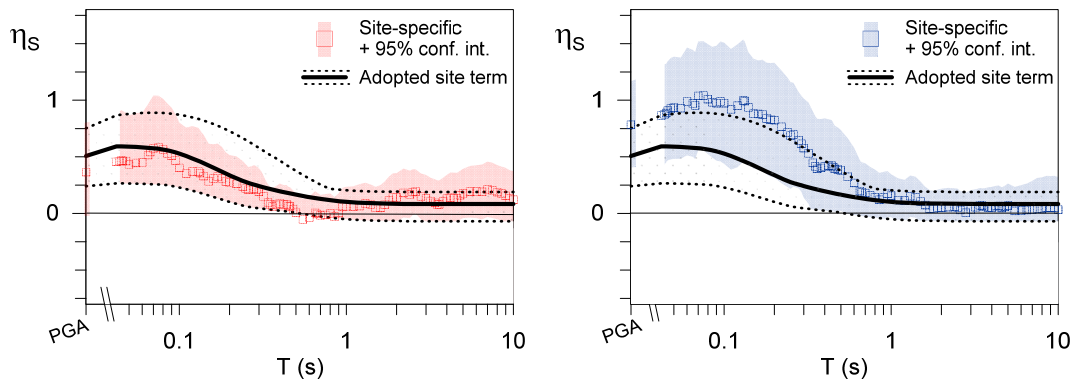 ηS
Site-specific
+ 95% conf. int.
Adopted site term
1
0
PGA
0.1
1
10
T (s)
ηS
Site-specific
+ 95% conf. int.
Adopted site term
1
0
PGA
0.1
1
10
T (s)